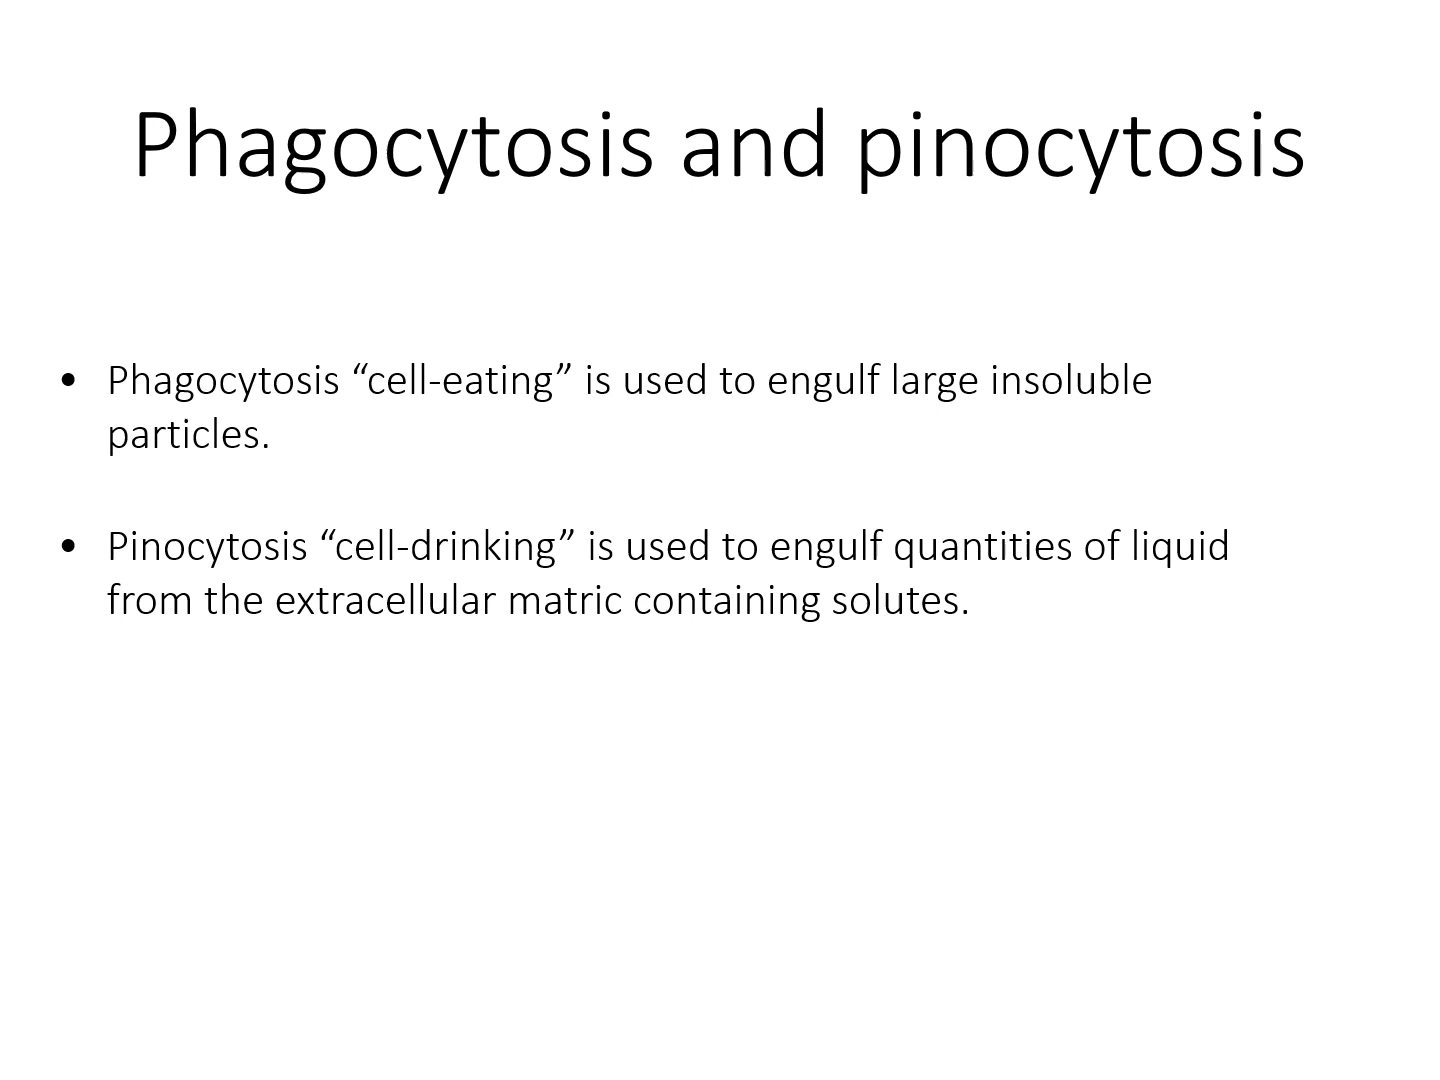 Phagocytosis and pinocytosis
• Phagocytosis “cell-eating” is used to engulf large insoluble
particles.
• Pinocytosis “cell-drinking” is used to engulf quantities of liquid
from the extracellular matric containing solutes.